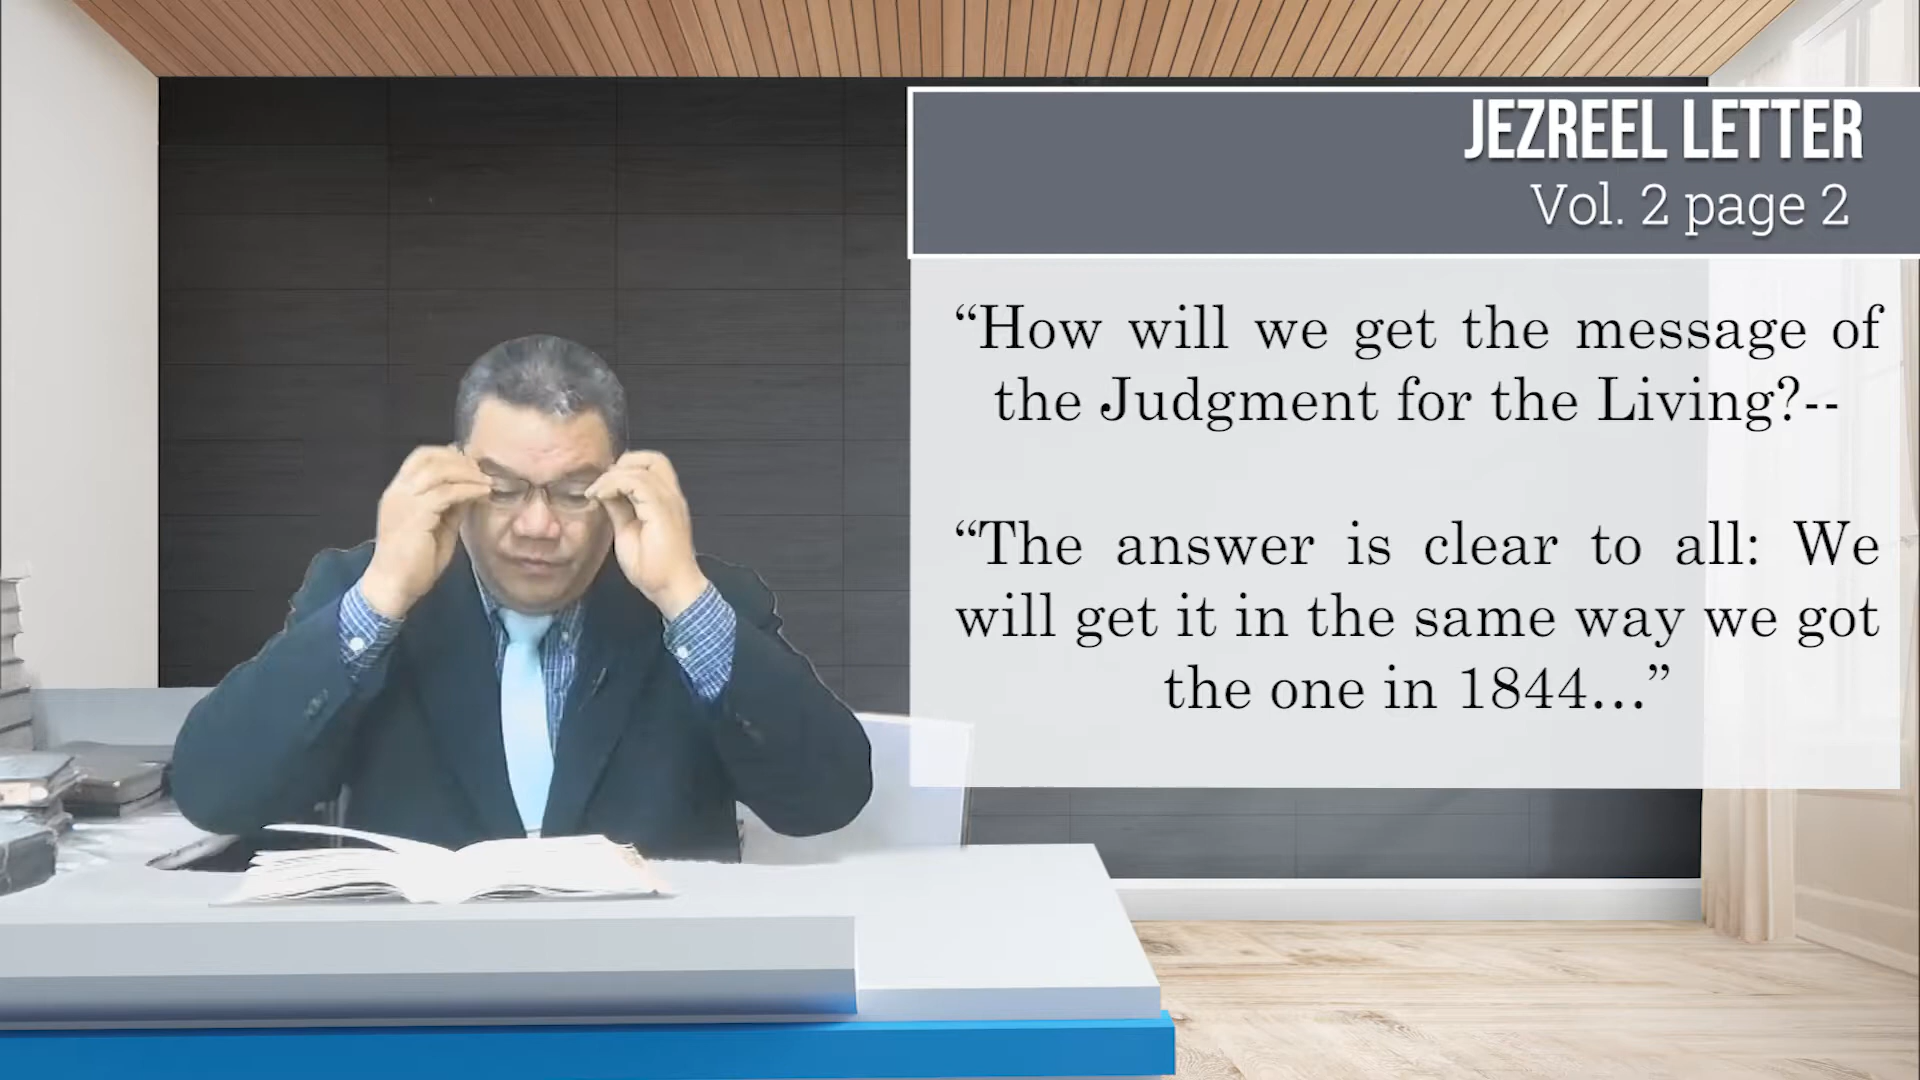 JEZREEL LETTER
Vol. 2 page 2
“How will we get the message of
the Judgment for the Living?--
“The answer is clear to all: We
will get it in the same way we got
the one in 1844...”